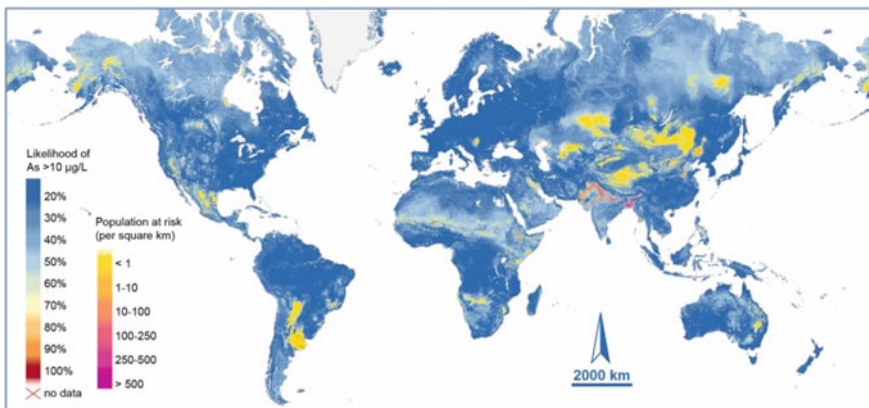 Likelihood of
As >10 µg/L
20%
30%
40%
50%
60%
70%
80%
90%
100%
no data
Population at risk
(per square km)
< 1
1-10
10-100
100-250
250-500
> 500
2000 km